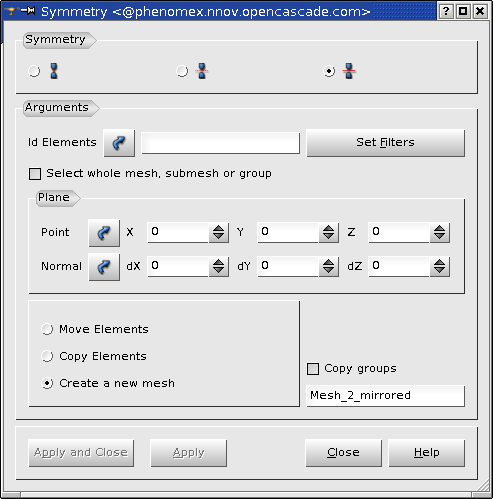 Symmetry <@phenomex.nnov.opencascade.com>
Symmetry
Arguments
Id Elements Set Filters
Select whole mesh, submesh or group
Plane
Point X 0 Y 0 Z 0
Normal dX 0 dY 0 dZ 0
Move Elements
Copy Elements
Create a new mesh
Copy groups
Mesh_2_mirrored
Apply and Close Apply Close Help